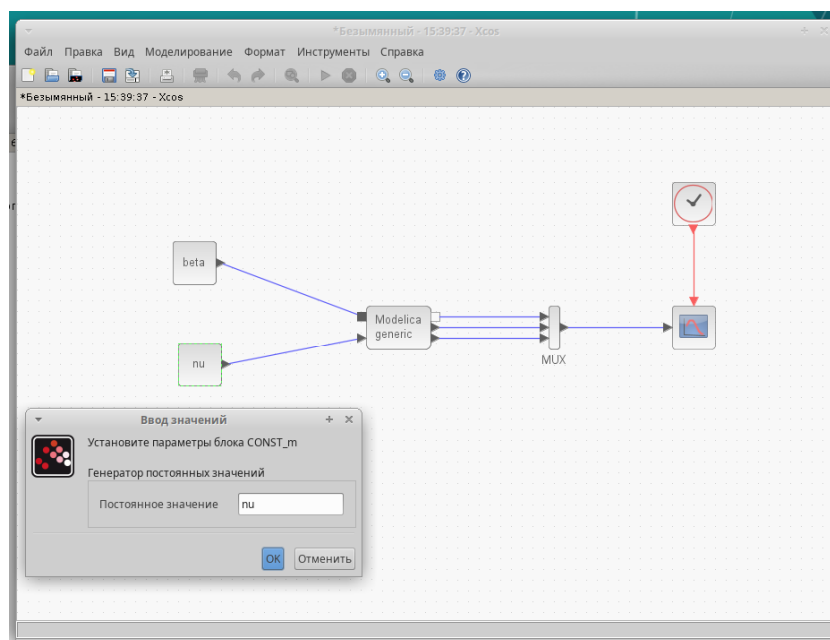 *Безымянный - 15:39:37 - Xcos
Файл Правка Вид Моделирование Формат Инструменты Справка
*Безымянный - 15:39:37 - Xcos
beta
Modelica
generic
nu
MUX
Ввод значений
Установите параметры блока CONST_m
Генератор постоянных значений
Постоянное значение nu
OK Отменить